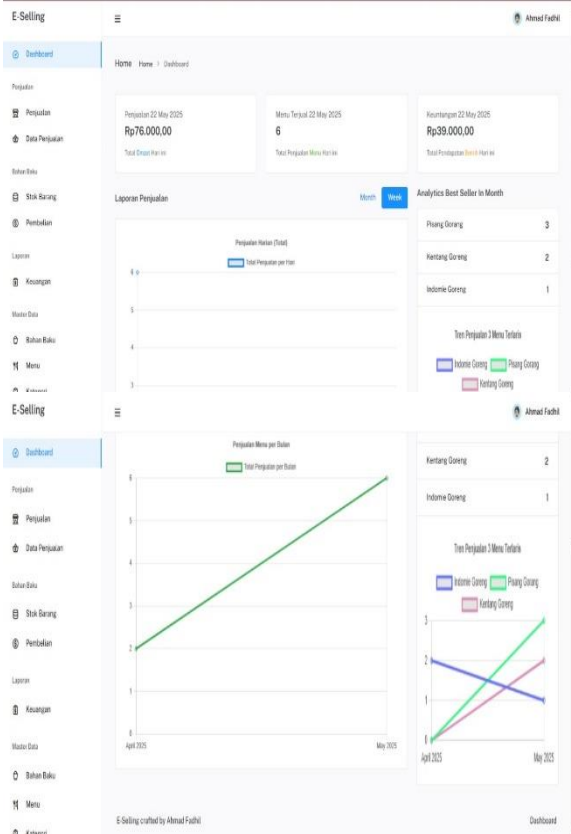 E-Selling
Ahmad Fadhil
Dashboard
Home Home > Dashboard
Penjualan
Penjualan
Data Penjualan
Bahan Baku
Stok Barang
Pembelian
Laporan
Keuangan
Master Data
Bahan Baku
Menu
Kategori
Penjualan 22 May 2025
Rp76.000,00
Total Omset Hari ini
Menu Terjual 22 May 2025
6
Total Penjualan Menu Hari ini
Keuntungan 22 May 2025
Rp39.000,00
Total Pendapatan Bersih Hari ini
Laporan Penjualan
Month Week
Penjualan Harian (Total)
Total Penjualan per Hari
6
5
4
3
Analytics Best Seller In Month
Pisang Gorang 3
Kentang Goreng 2
Indomie Goreng 1
Tren Penjualan 3 Menu Terlaris
Indomie Goreng Pisang Gorang
Kentang Goreng
E-Selling
Ahmad Fadhil
Dashboard
Penjualan
Penjualan
Data Penjualan
Bahan Baku
Stok Barang
Pembelian
Laporan
Keuangan
Master Data
Bahan Baku
Menu
Kategori
Penjualan Menu per Bulan
Total Penjualan per Bulan
6
5
4
3
2
1
0
April 2025 May 2025
Kentang Goreng 2
Indomie Goreng 1
Tren Penjualan 3 Menu Terlaris
Indomie Goreng Pisang Gorang
Kentang Goreng
3
2
1
0
April 2025 May 2025
E-Selling crafted by Ahmad Fadhil
Dashboard